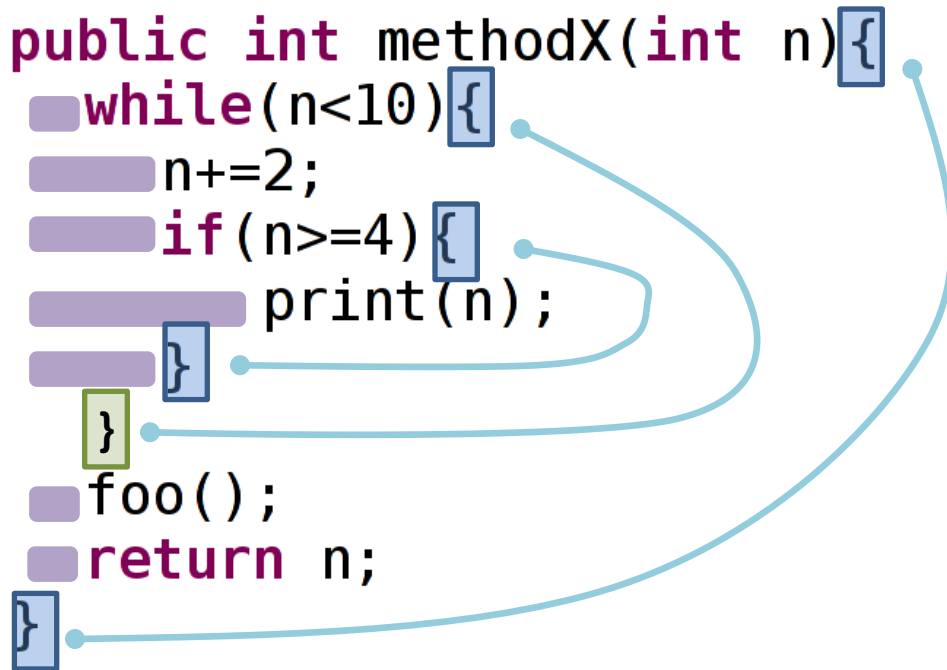 public int methodX(int n){
while(n<10){
n+=2;
if(n>=4){
print(n);
}
}
foo();
return n;
}